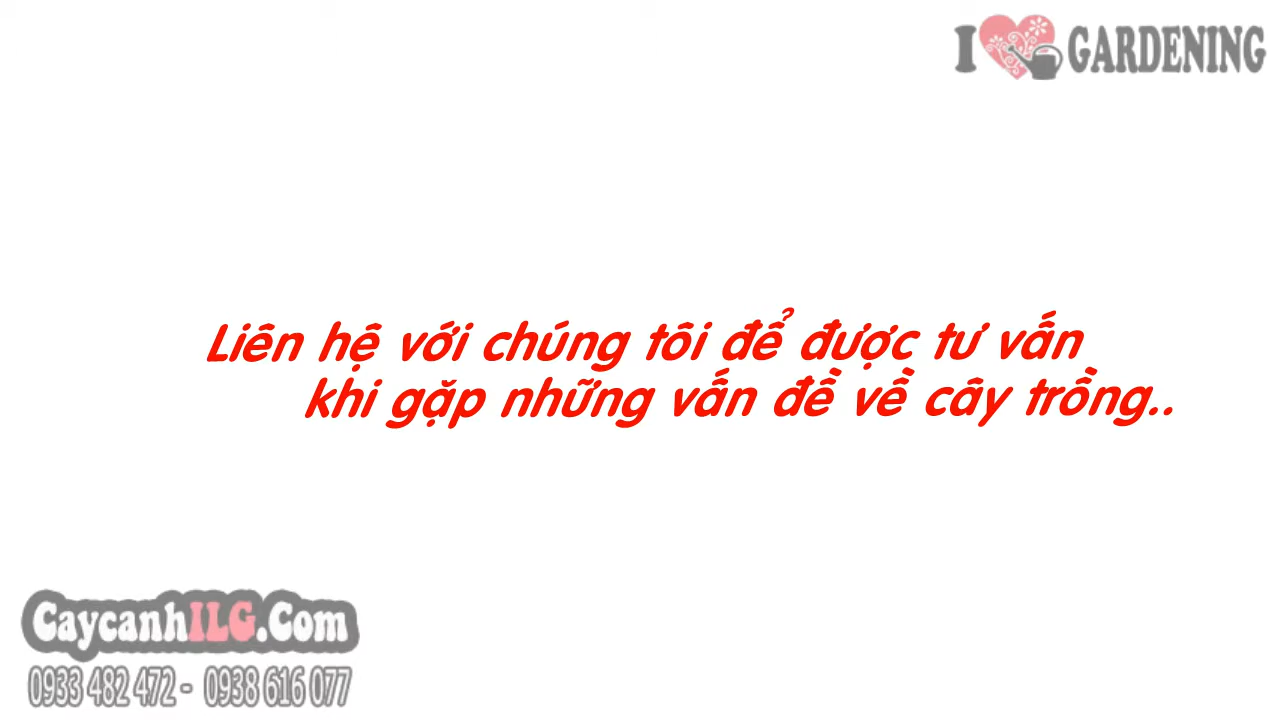 I GARDENING
Liên hệ với chúng tôi để được tư vấn
khi gặp những vấn đề về cây trồng..
CaycanhILG.Com
0933 482 472 - 0938 616 077